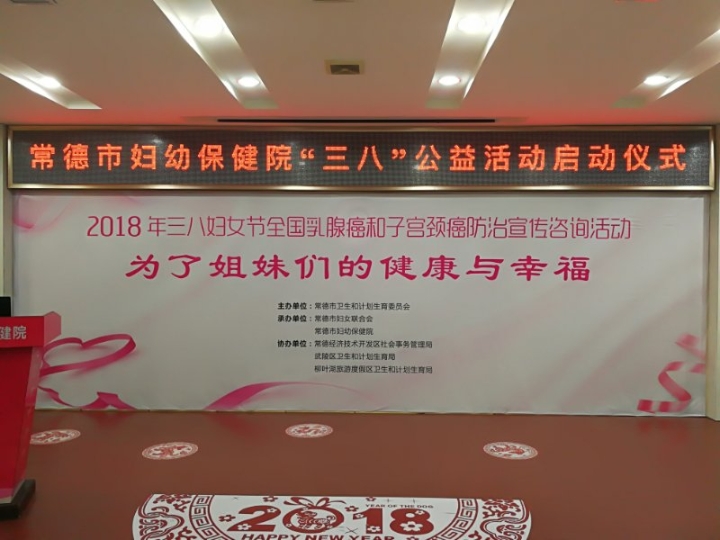 常德市妇幼保健院“三八”公益活动启动仪式
2018年三八妇女节全国乳腺癌和子宫颈癌防治宣传咨询活动
为了姐妹们的健康与幸福
主办单位：常德市卫生和计划生育委员会
承办单位：常德市妇女联合会
常德市妇幼保健院
协办单位：常德经济技术开发区社会事务管理局
武陵区卫生和计划生育局
柳叶湖旅游度假区卫生和计划生育局
健院
YEAR OF THE DOG
2018
HAPPY NEW YEAR